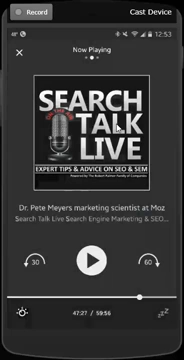 Record
Cast Device
48°
12:53
Now Playing
SEARCH
TALK
LIVE
EXPERT TIPS & ADVICE ON SEO & SEM
Dr. Pete Meyers marketing scientist at Moz
Search Talk Live Search Engine Marketing & SEO...
30
60
47:27 / 59:56
zzZ